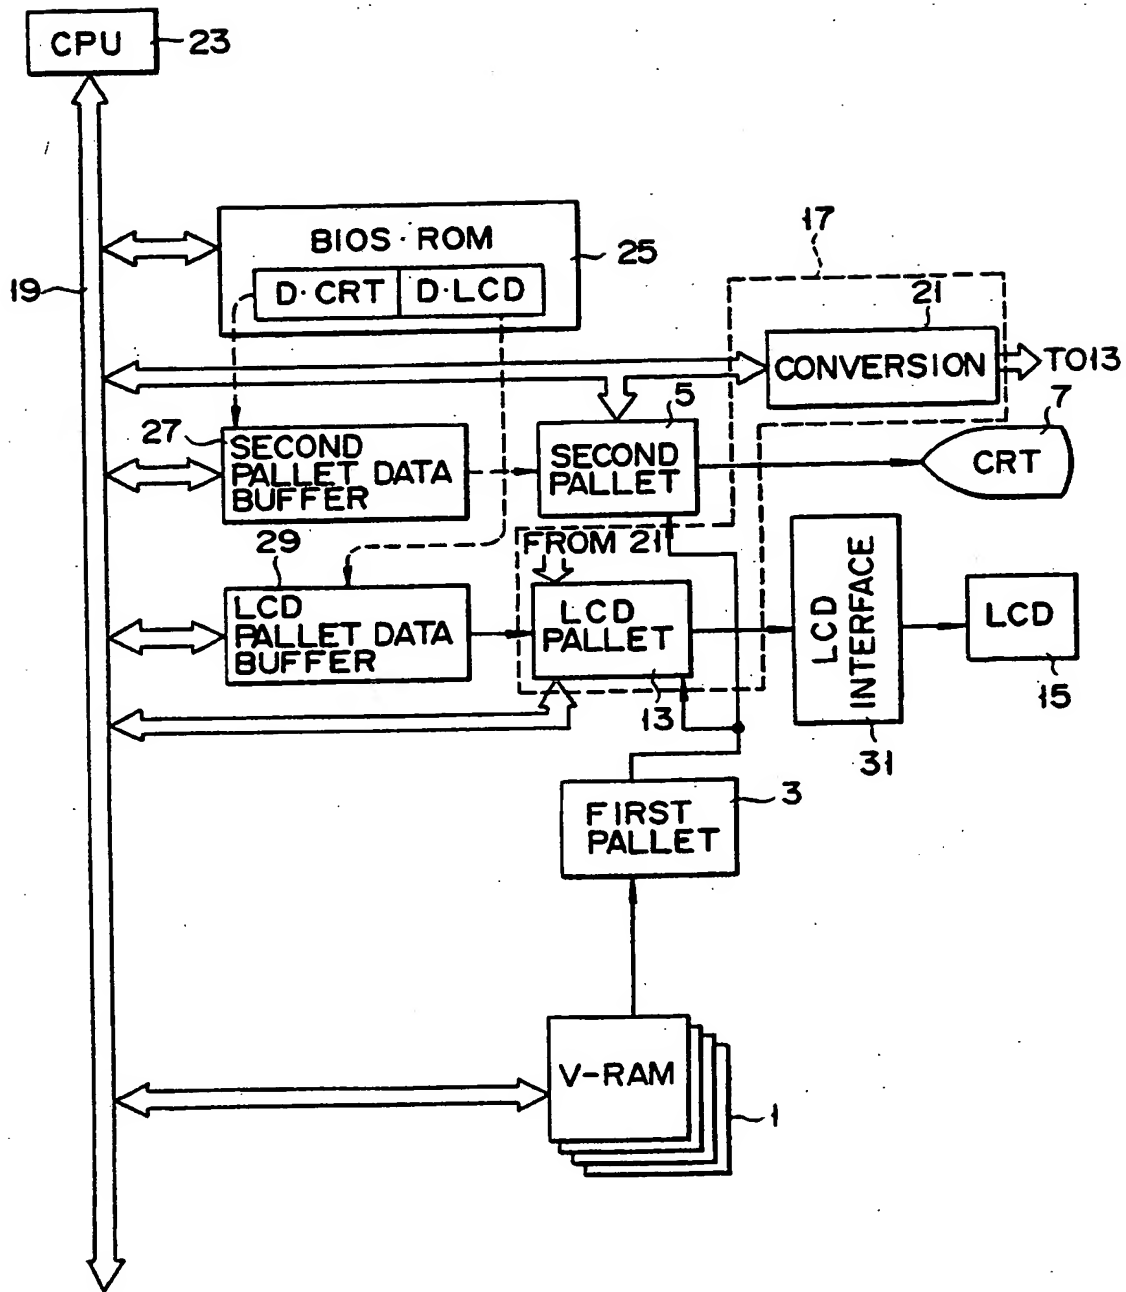 CPU
23
BIOS·ROM
25
D·CRT
D·LCD
19
17
21
CONVERSION
TO13
5
7
27
SECOND
PALLET DATA
BUFFER
SECOND
PALLET
CRT
FROM 21
29
LCD
PALLET DATA
BUFFER
LCD
PALLET
13
LCD
INTERFACE
31
LCD
15
FIRST
PALLET
3
V-RAM
1